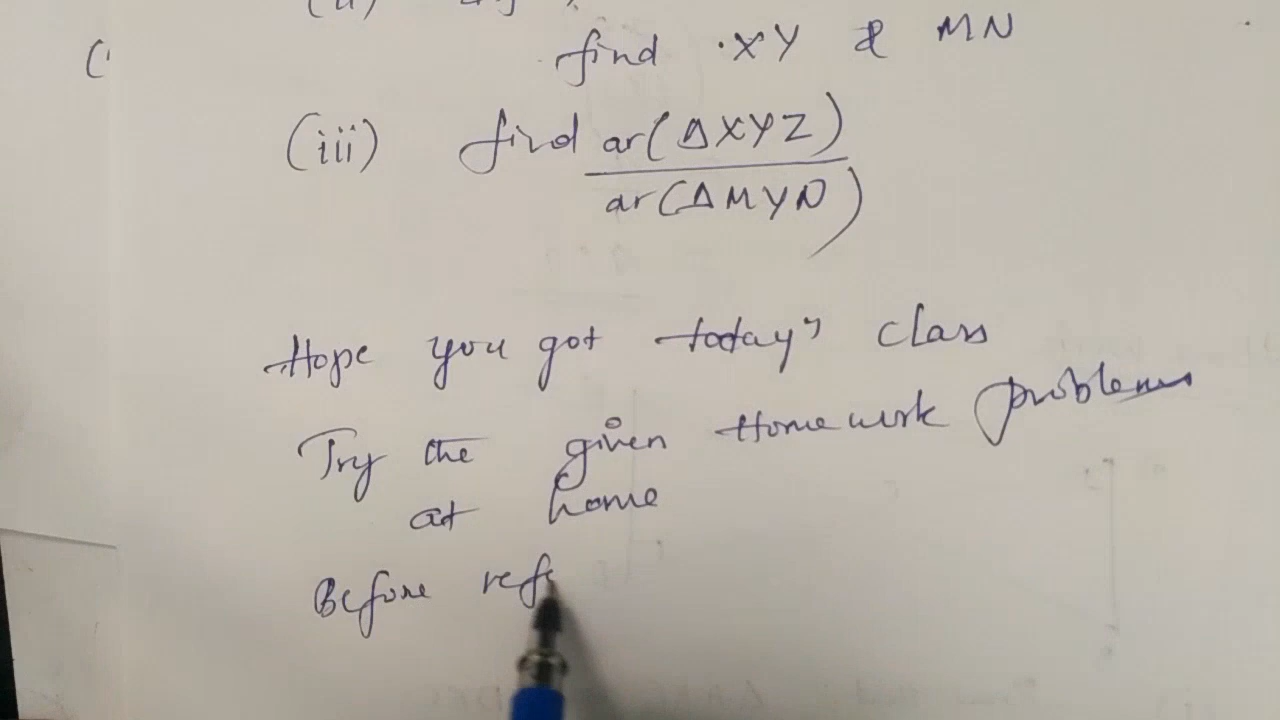 (ii)
find XY & MN
(iii) find ar(ΔXYZ)
ar(ΔMYN)
Hope you got today's class
Try the given Homework problems
at home
Before ref